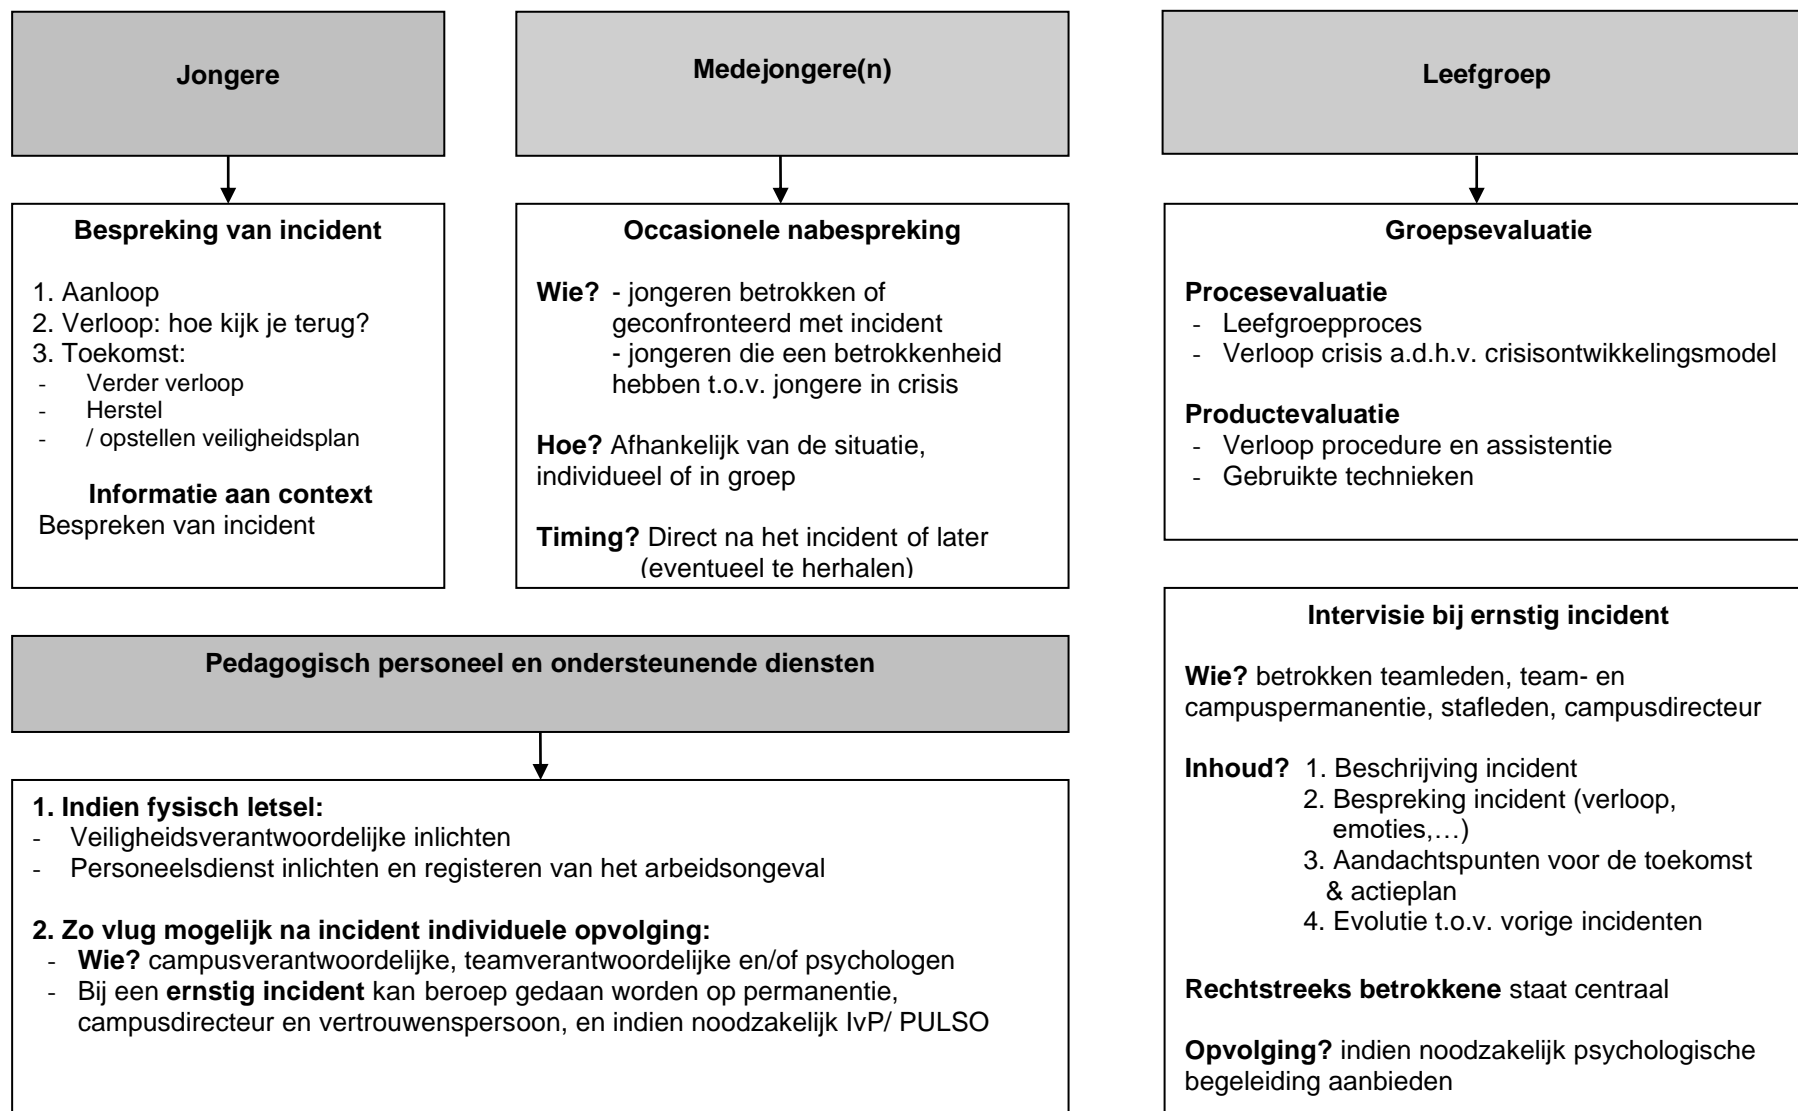 Jongere
Bespreking van incident
1. Aanloop
2. Verloop: hoe kijk je terug?
3. Toekomst:
- Verder verloop
- Herstel
- / opstellen veiligheidsplan
Informatie aan context
Bespreken van incident
Medejongere(n)
Occasionele nabespreking
Wie? - jongeren betrokken of
geconfronteerd met incident
- jongeren die een betrokkenheid
hebben t.o.v. jongere in crisis
Hoe? Afhankelijk van de situatie,
individueel of in groep
Timing? Direct na het incident of later
(eventueel te herhalen)
Leefgroep
Groepsevaluatie
Procesevaluatie
- Leefgroepproces
- Verloop crisis a.d.h.v. crisisontwikkelingsmodel
Productevaluatie
- Verloop procedure en assistentie
- Gebruikte technieken
Pedagogisch personeel en ondersteunende diensten
1. Indien fysisch letsel:
- Veiligheidsverantwoordelijke inlichten
- Personeelsdienst inlichten en registeren van het arbeidsongeval
2. Zo vlug mogelijk na incident individuele opvolging:
- Wie? campusverantwoordelijke, teamverantwoordelijke en/of psychologen
- Bij een ernstig incident kan beroep gedaan worden op permanentie,
campusdirecteur en vertrouwenspersoon, en indien noodzakelijk IvP/ PULSO
Intervisie bij ernstig incident
Wie? betrokken teamleden, team- en
campuspermanentie, stafleden, campusdirecteur
Inhoud? 1. Beschrijving incident
2. Bespreking incident (verloop,
emoties,…)
3. Aandachtspunten voor de toekomst
& actieplan
4. Evolutie t.o.v. vorige incidenten
Rechtstreeks betrokkene staat centraal
Opvolging? indien noodzakelijk psychologische
begeleiding aanbieden